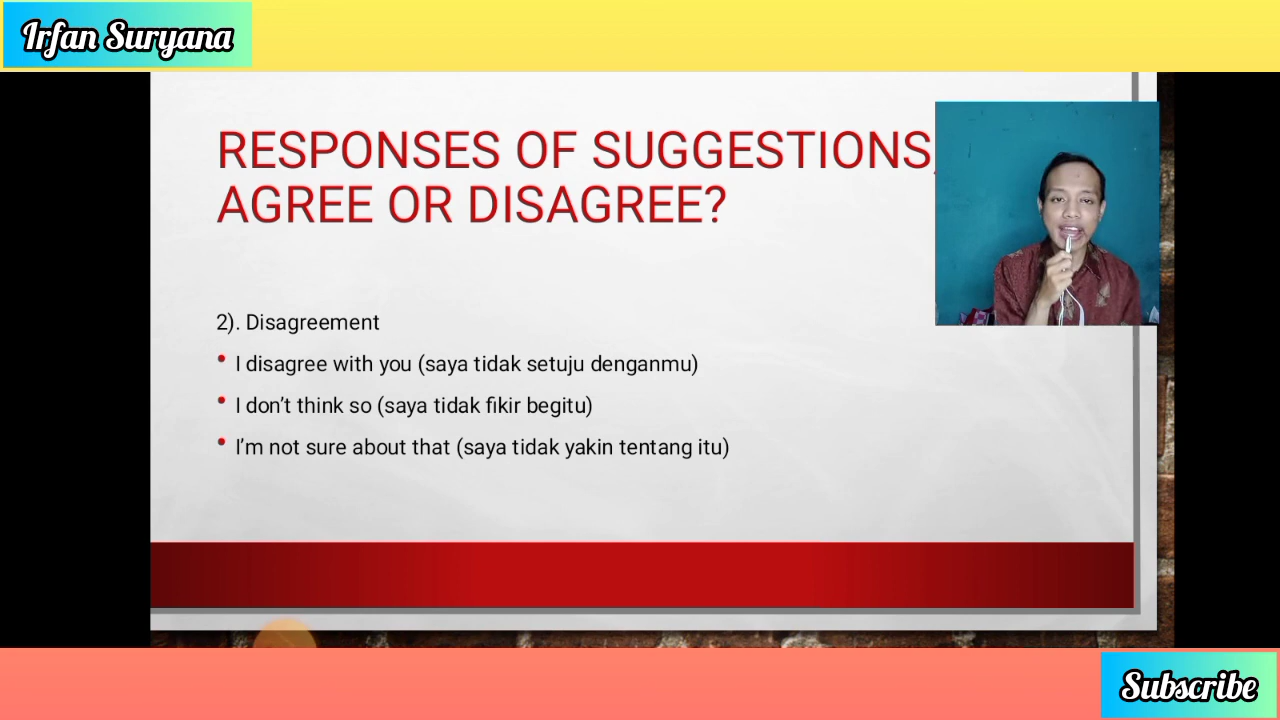 Irfan Suryana
RESPONSES OF SUGGESTIONS,
AGREE OR DISAGREE?
2). Disagreement
• I disagree with you (saya tidak setuju denganmu)
• I don’t think so (saya tidak fikir begitu)
• I’m not sure about that (saya tidak yakin tentang itu)
Subscribe